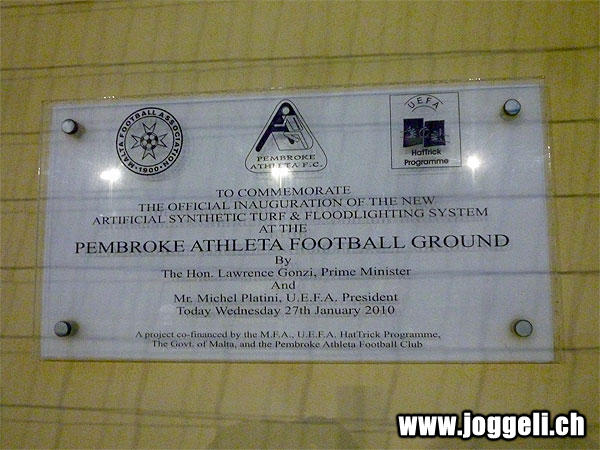 MALTA FOOTBALL ASSOCIATION
1900
PEMBROKE
ATHLETA F.C.
UEFA
HatTrick
Programme
TO COMMEMORATE
THE OFFICIAL INAUGURATION OF THE NEW
ARTIFICIAL SYNTHETIC TURF & FLOODLIGHTING SYSTEM
AT THE
PEMBROKE ATHLETA FOOTBALL GROUND
By
The Hon. Lawrence Gonzi, Prime Minister
And
Mr. Michel Platini, U.E.F.A. President
Today Wednesday 27th January 2010
A project co-financed by the M.F.A., U.E.F.A. HatTrick Programme,
The Govt. of Malta, and the Pembroke Athleta Football Club
www.joggeli.ch